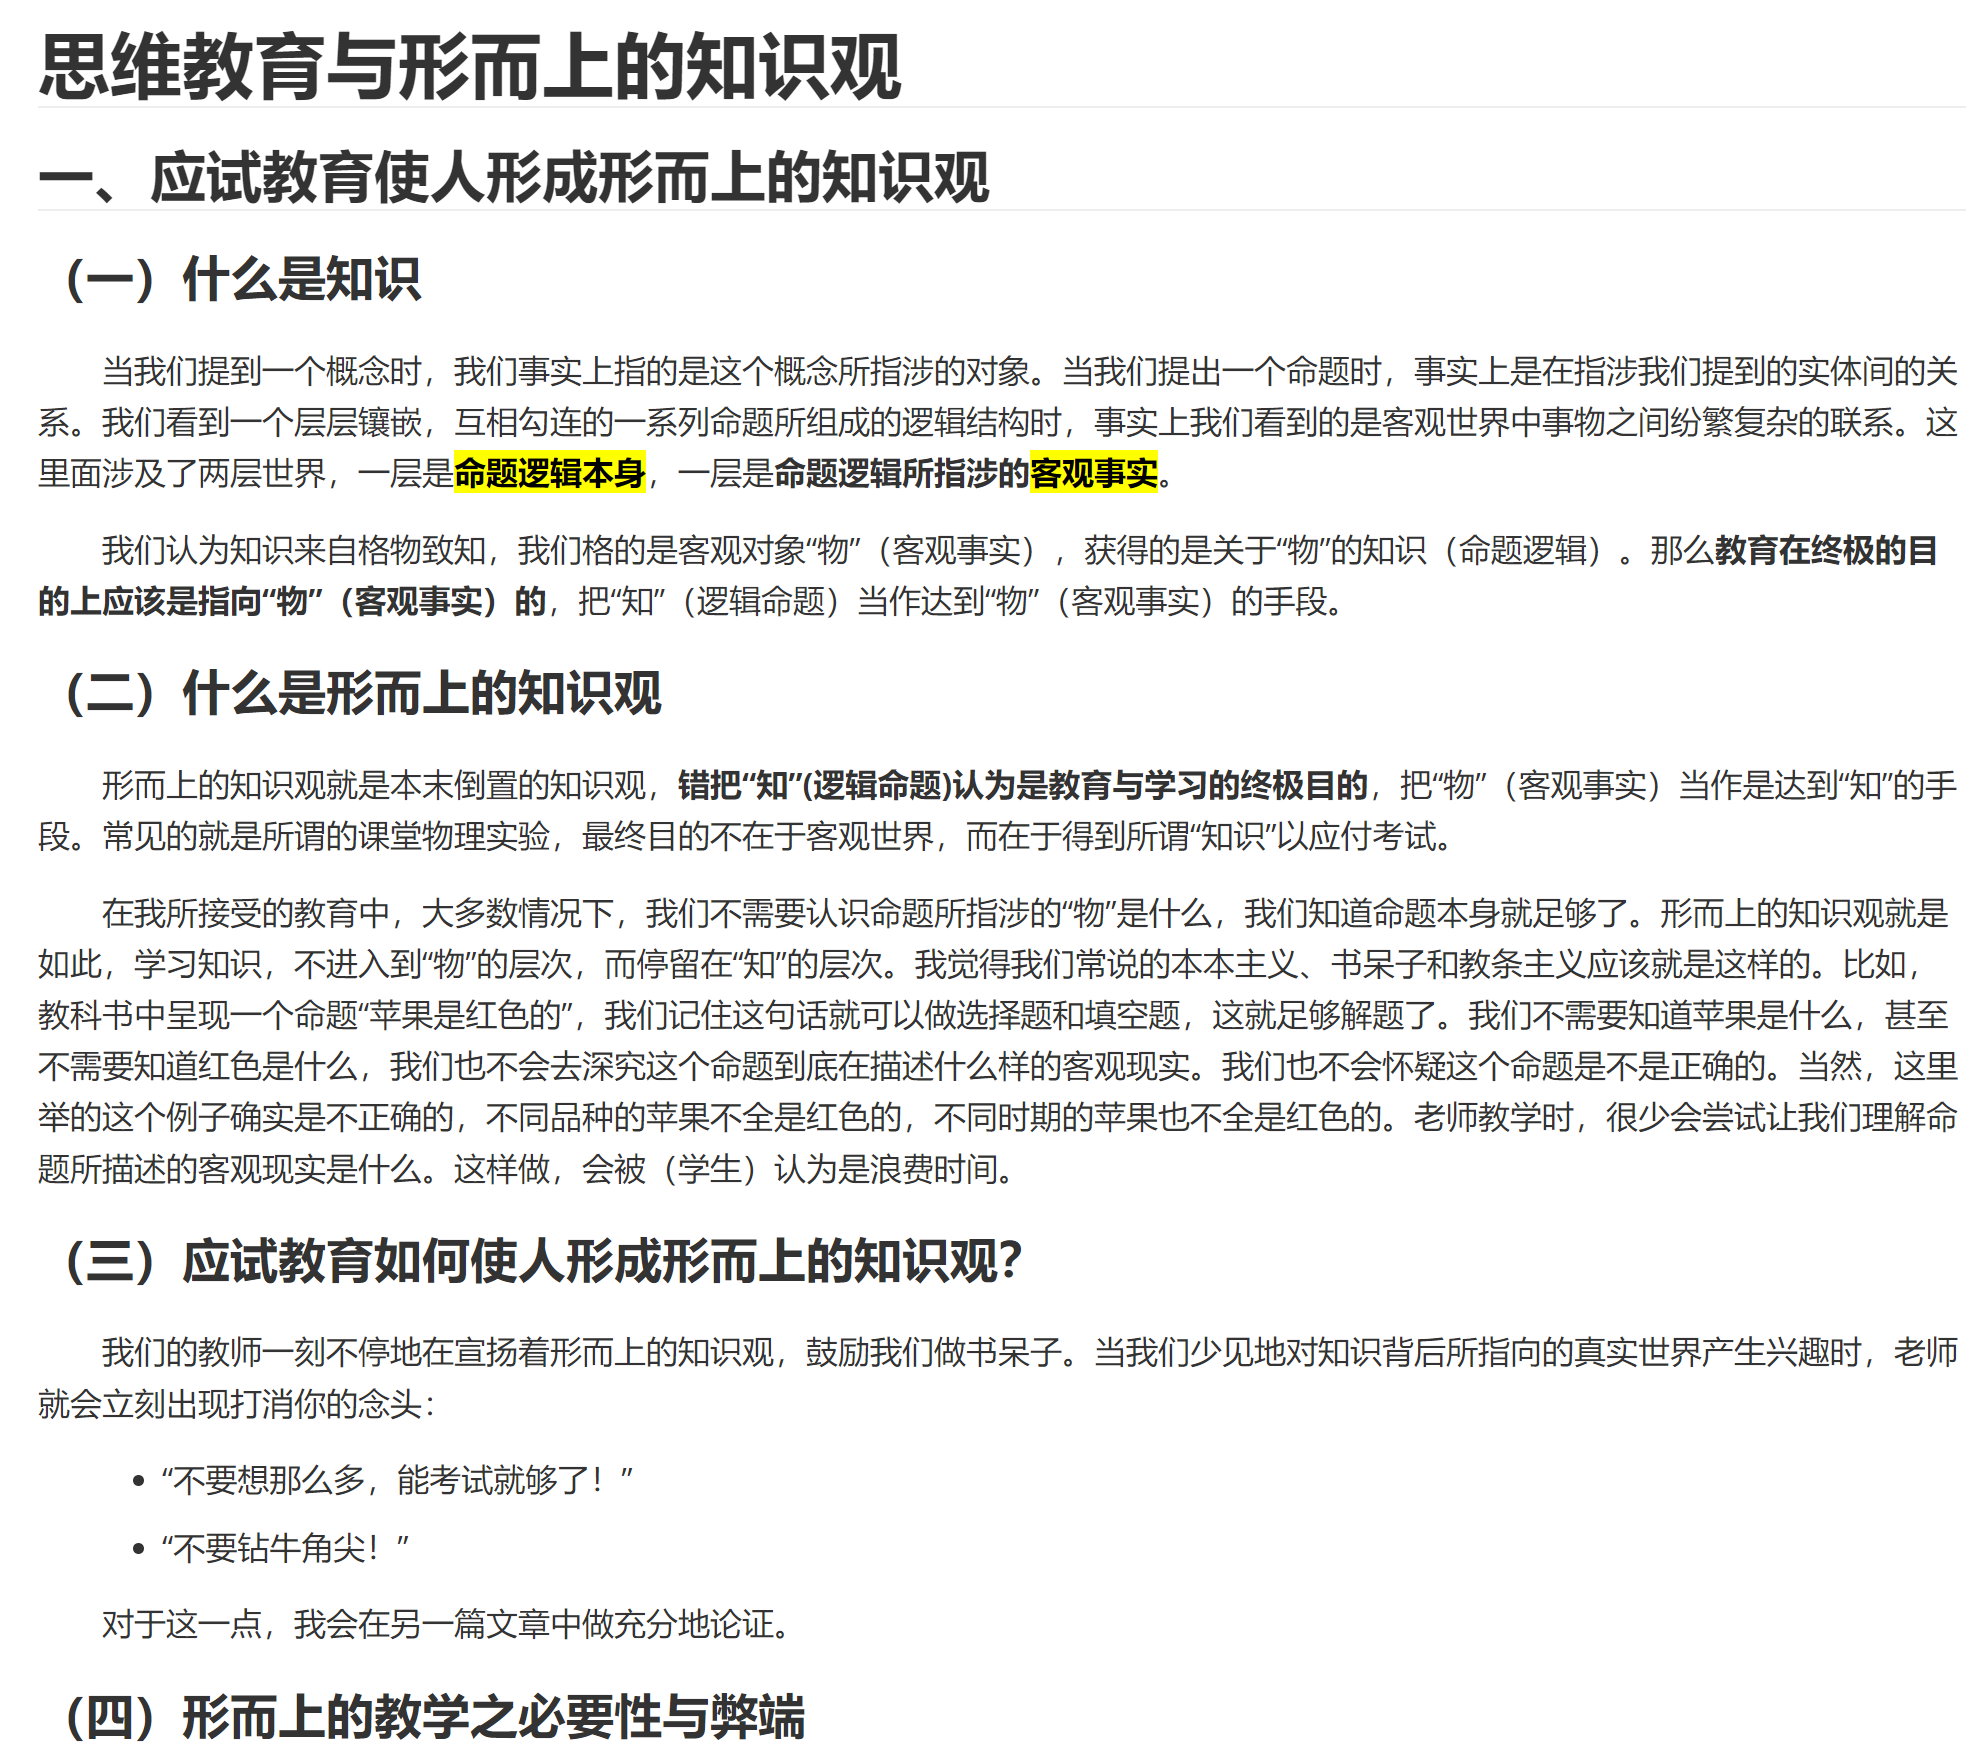 思维教育与形而上的知识观
一、应试教育使人形成形而上的知识观
（一）什么是知识
当我们提到一个概念时，我们事实上指的是这个概念所指涉的对象。当我们提出一个命题时，事实上是在指涉我们提到的实体间的关
系。我们看到一个层层镶嵌，互相勾连的一系列命题所组成的逻辑结构时，事实上我们看到的是客观世界中事物之间纷繁复杂的联系。这
里面涉及了两层世界，一层是命题逻辑本身，一层是命题逻辑所指涉的客观事实。
我们认为知识来自格物致知，我们格的是客观对象“物”（客观事实），获得的是关于“物”的知识（命题逻辑）。那么教育在终极的目
的上应该是指向“物”（客观事实）的，把“知”（逻辑命题）当作达到“物”（客观事实）的手段。
（二）什么是形而上的知识观
形而上的知识观就是本末倒置的知识观，错把“知”(逻辑命题)认为是教育与学习的终极目的，把“物”（客观事实）当作是达到“知”的手
段。常见的就是所谓的课堂物理实验，最终目的不在于客观世界，而在于得到所谓“知识”以应付考试。
在我所接受的教育中，大多数情况下，我们不需要认识命题所指涉的“物”是什么，我们知道命题本身就足够了。形而上的知识观就是
如此，学习知识，不进入到“物”的层次，而停留在“知”的层次。我觉得我们常说的本本主义、书呆子和教条主义应该就是这样的。比如，
教科书中呈现一个命题“苹果是红色的”，我们记住这句话就可以做选择题和填空题，这就足够解题了。我们不需要知道苹果是什么，甚至
不需要知道红色是什么，我们也不会去深究这个命题到底在描述什么样的客观现实。我们也不会怀疑这个命题是不是正确的。当然，这里
举的这个例子确实是不正确的，不同品种的苹果不全是红色的，不同时期的苹果也不全是红色的。老师教学时，很少会尝试让我们理解命
题所描述的客观现实是什么。这样做，会被（学生）认为是浪费时间。
（三）应试教育如何使人形成形而上的知识观？
我们的教师一刻不停地在宣扬着形而上的知识观，鼓励我们做书呆子。当我们少见地对知识背后所指向的真实世界产生兴趣时，老师
就会立刻出现打消你的念头：
• “不要想那么多，能考试就够了！”
• “不要钻牛角尖！”
对于这一点，我会在另一篇文章中做充分地论证。
（四）形而上的教学之必要性与弊端